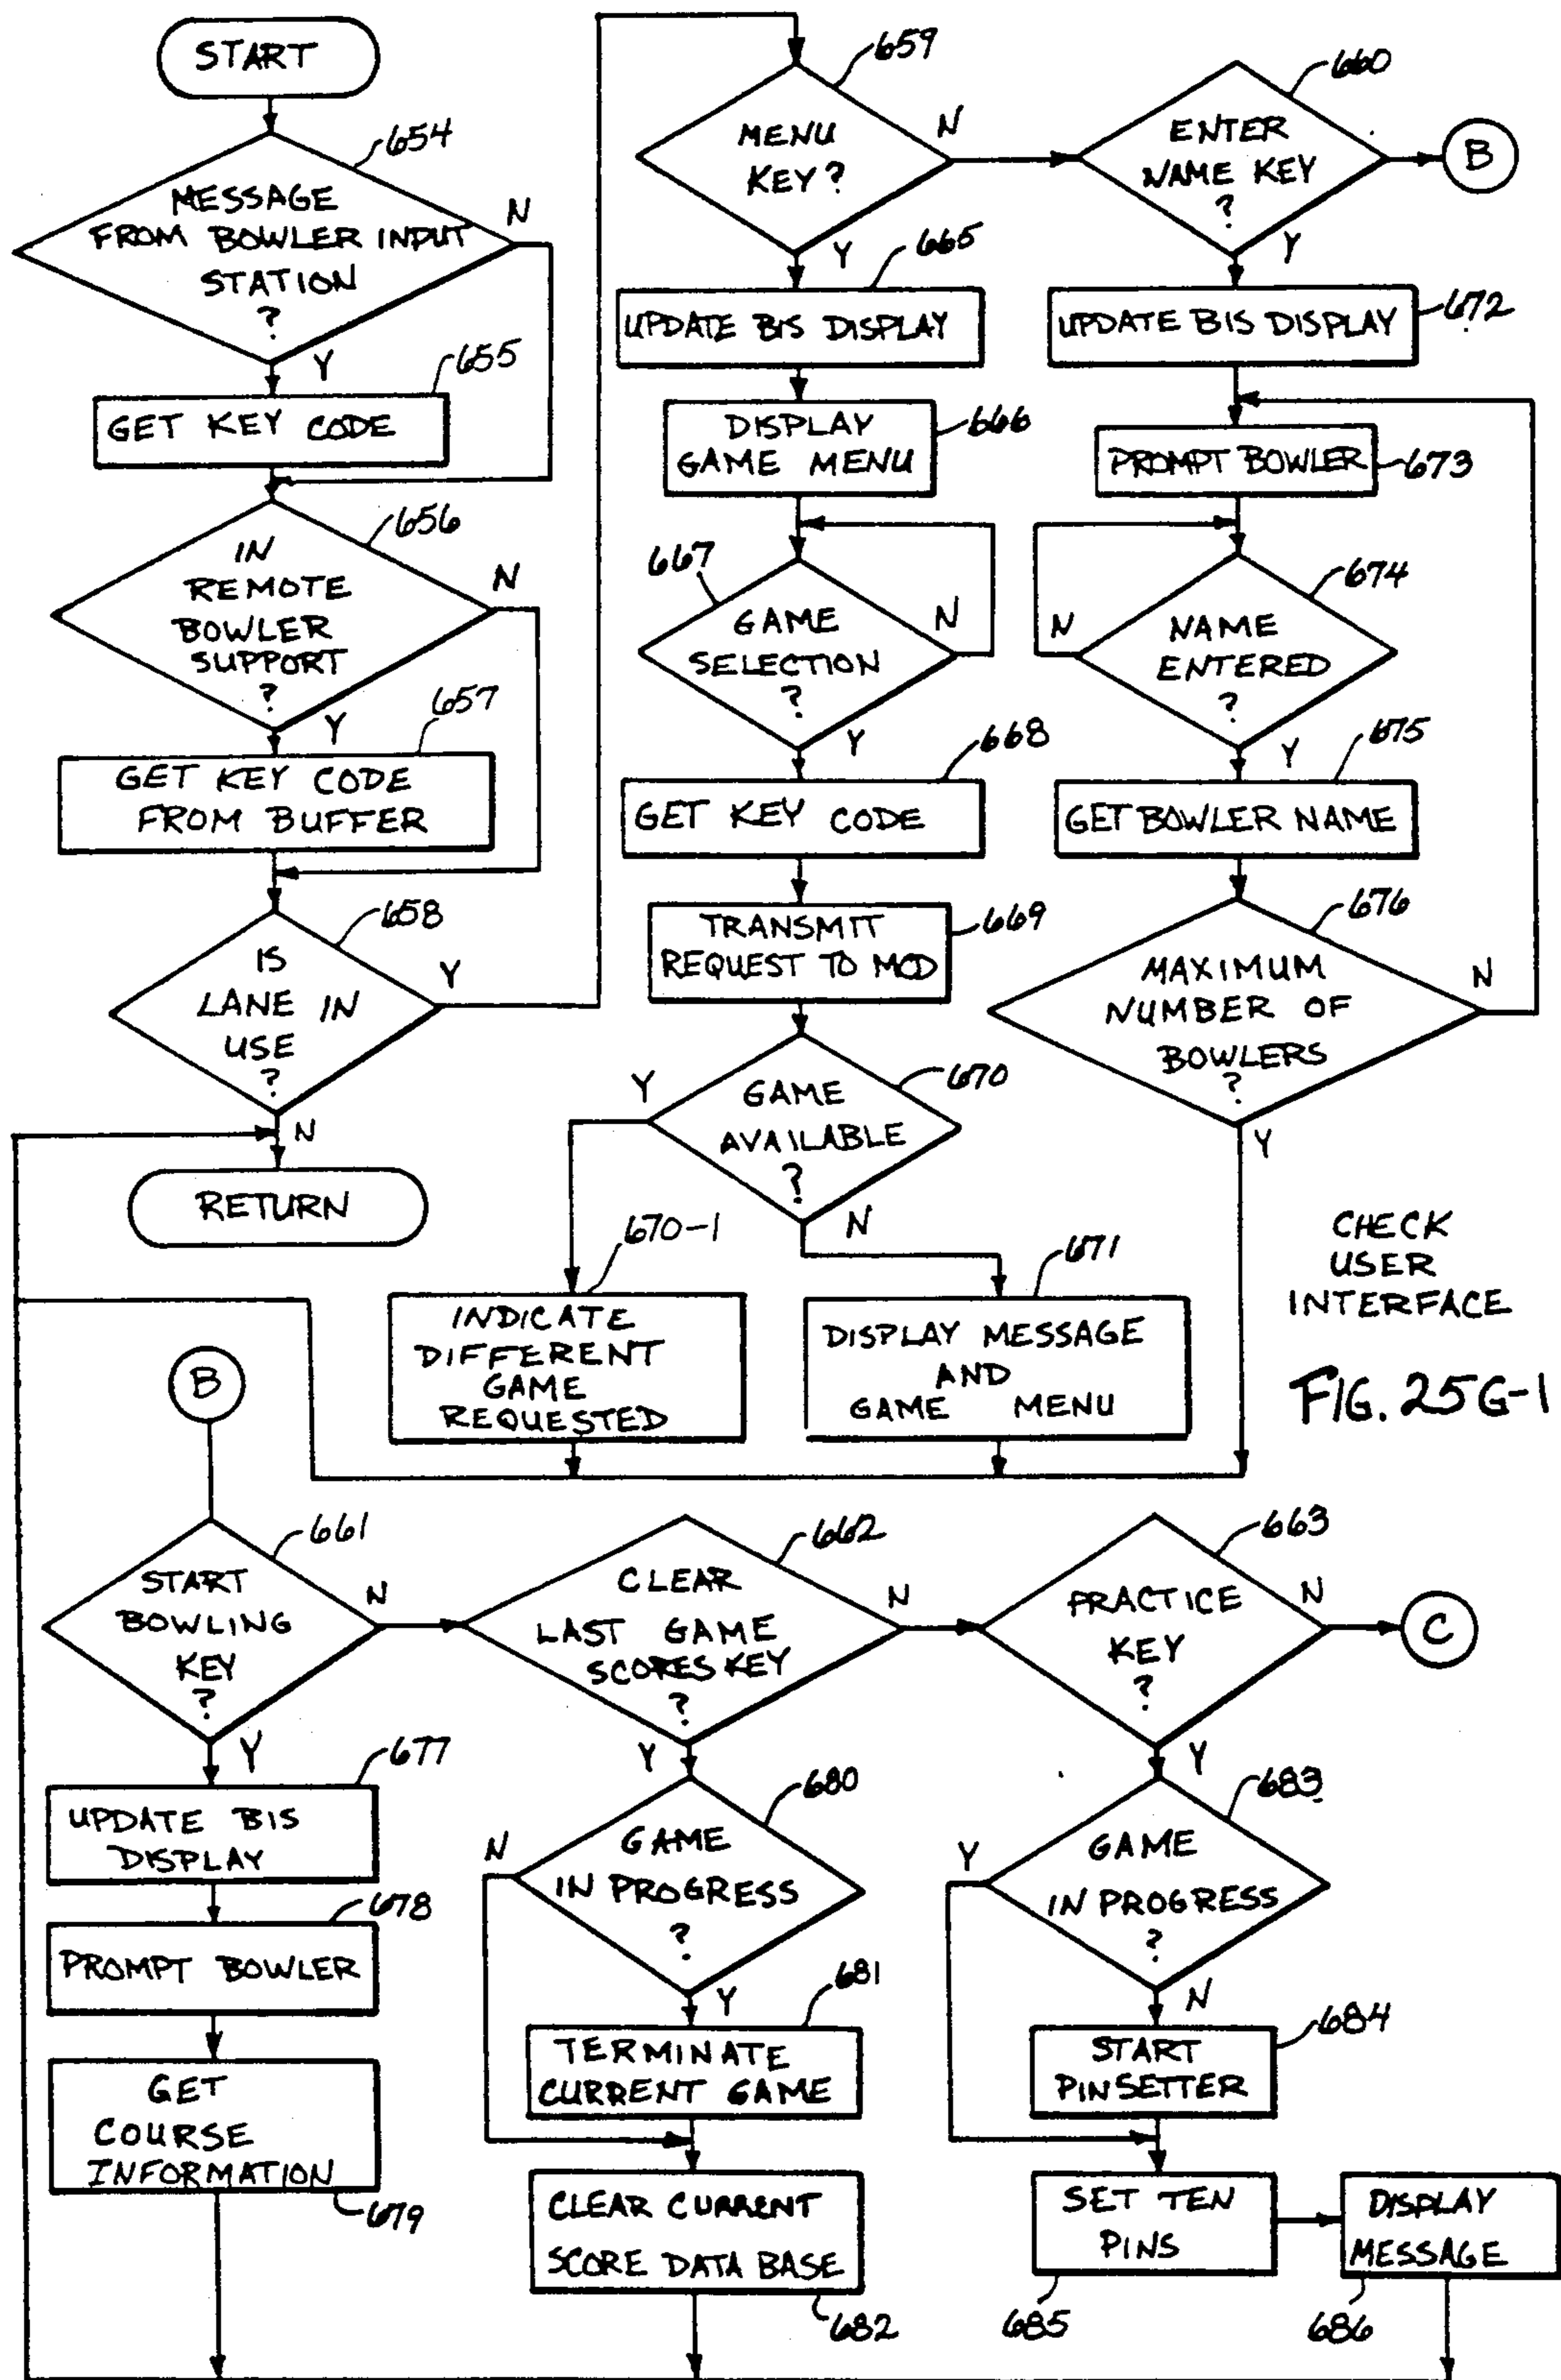 START
654
MESSAGE
FROM BOWLER INPUT
STATION
?
N
Y
655
GET KEY CODE
656
IN
REMOTE
BOWLER
SUPPORT
?
N
Y
657
GET KEY CODE
FROM BUFFER
658
IS
LANE IN
USE
?
Y
N
RETURN
659
MENU
KEY?
N
Y
665
UPDATE BIS DISPLAY
DISPLAY
GAME MENU
666
667
GAME
SELECTION
?
N
Y
668
GET KEY CODE
TRANSMIT
REQUEST TO MCD
669
670
GAME
AVAILABLE
?
Y
N
670-1
INDICATE
DIFFERENT
GAME
REQUESTED
671
DISPLAY MESSAGE
AND
GAME MENU
660
ENTER
NAME KEY
?
B
Y
UPDATE BIS DISPLAY
672
PROMPT BOWLER
673
674
NAME
ENTERED
?
N
Y
675
GET BOWLER NAME
676
MAXIMUM
NUMBER OF
BOWLERS
?
N
Y
CHECK
USER
INTERFACE
FIG. 25G-1
B
661
START
BOWLING
KEY
?
N
Y
677
UPDATE BIS
DISPLAY
678
PROMPT BOWLER
GET
COURSE
INFORMATION
679
662
CLEAR
LAST GAME
SCORES KEY
?
N
Y
680
GAME
IN PROGRESS
?
N
Y
681
TERMINATE
CURRENT GAME
CLEAR CURRENT
SCORE DATA BASE
682
663
PRACTICE
KEY
?
N
C
Y
683
GAME
IN PROGRESS
?
Y
N
684
START
PINSETTER
SET TEN
PINS
685
DISPLAY
MESSAGE
686